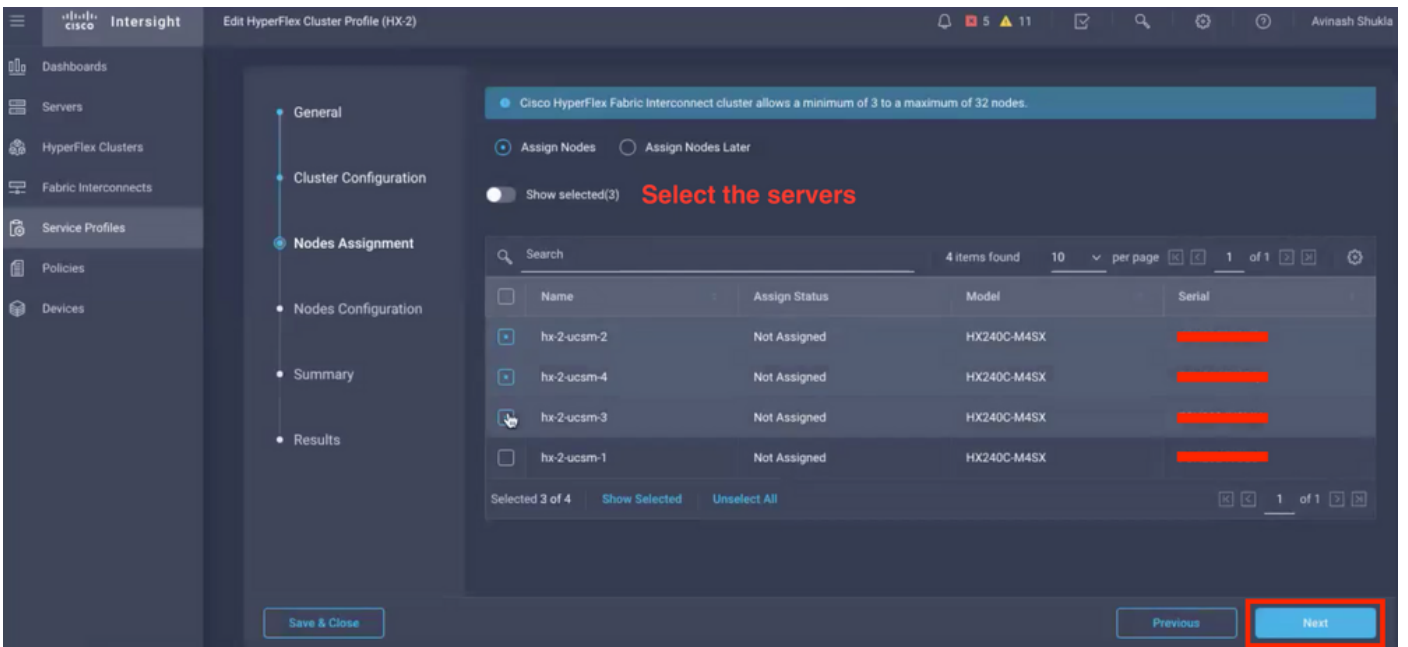 cisco Intersight Edit HyperFlex Cluster Profile (HX-2) 5 11 Avinash Shukla
Dashboards
Servers
HyperFlex Clusters
Fabric Interconnects
Service Profiles
Policies
Devices
General
Cluster Configuration
Nodes Assignment
Nodes Configuration
Summary
Results
Cisco HyperFlex Fabric Interconnect cluster allows a minimum of 3 to a maximum of 32 nodes.
Assign Nodes Assign Nodes Later
Show selected(3) Select the servers
Search 4 items found 10 per page 1 of 1
Name Assign Status Model Serial
hx-2-ucsm-2 Not Assigned HX240C-M4SX
hx-2-ucsm-4 Not Assigned HX240C-M4SX
hx-2-ucsm-3 Not Assigned HX240C-M4SX
hx-2-ucsm-1 Not Assigned HX240C-M4SX
Selected 3 of 4 Show Selected Unselect All 1 of 1
Save & Close Previous Next